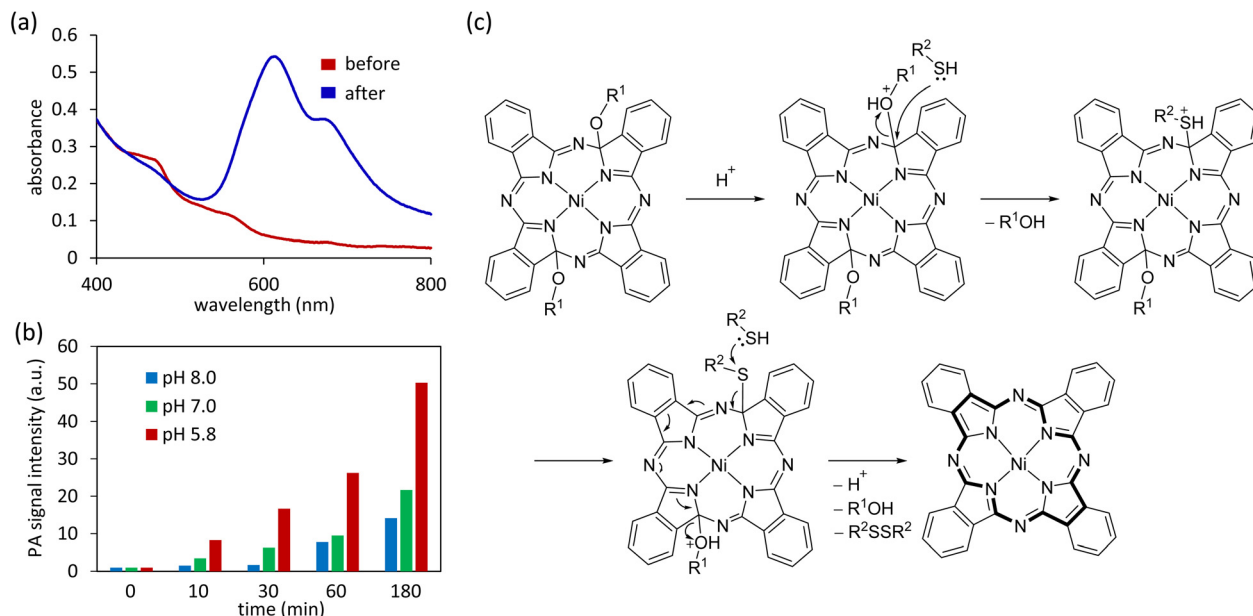 (a)
0.6
0.5
0.4
0.3
0.2
0.1
0
absorbance
before
after
400
600
800
wavelength (nm)
(b)
60
50
40
30
20
10
0
PA signal intensity (a.u.)
pH 8.0
pH 7.0
pH 5.8
0
10
30
60
180
time (min)
(c)
R¹
O
N
N
N
N
Ni
N
N
N
N
O
R¹
H⁺
R²
SH
R¹
HO⁺
N
N
N
N
Ni
N
N
N
N
O
R¹
– R¹OH
R²-SH⁺
N
N
N
N
Ni
N
N
N
N
O
R¹
R²
SH
R²
S
N
N
N
N
Ni
N
N
N
N
⁺OH
R¹
– H⁺
– R¹OH
– R²SSR²
N
N
N
N
Ni
N
N
N
N